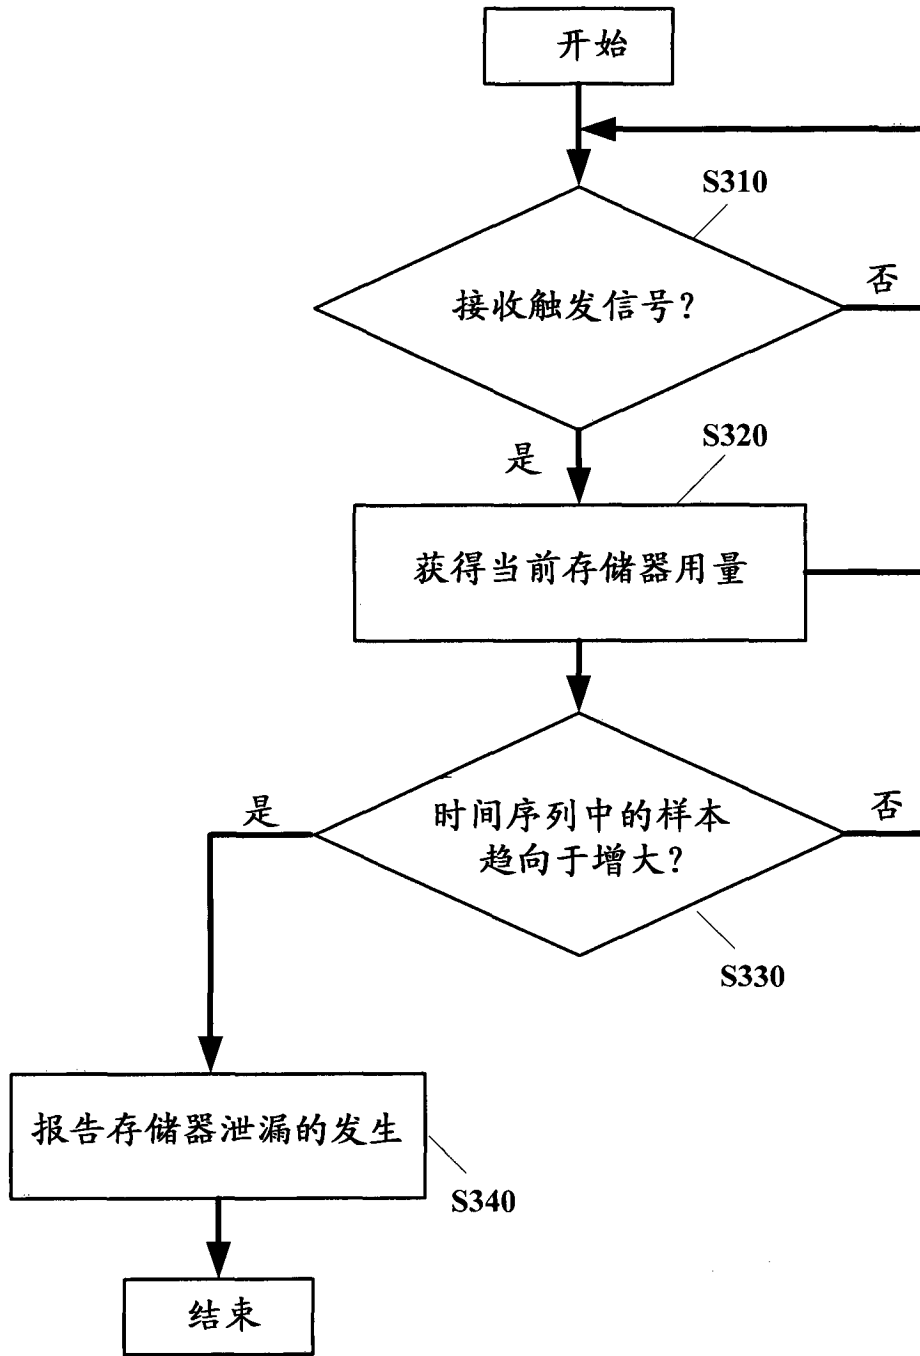 开始
S310
接收触发信号?
否
是
S320
获得当前存储器用量
是
时间序列中的样本
趋向于增大?
否
S330
报告存储器泄漏的发生
S340
结束